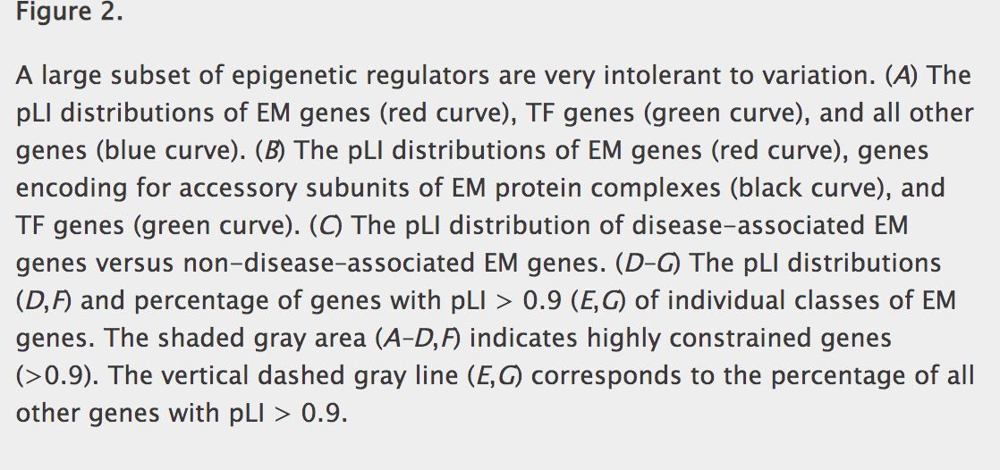 Figure 2.
A large subset of epigenetic regulators are very intolerant to variation. (A) The
pLI distributions of EM genes (red curve), TF genes (green curve), and all other
genes (blue curve). (B) The pLI distributions of EM genes (red curve), genes
encoding for accessory subunits of EM protein complexes (black curve), and
TF genes (green curve). (C) The pLI distribution of disease-associated EM
genes versus non-disease-associated EM genes. (D–G) The pLI distributions
(D,F) and percentage of genes with pLI > 0.9 (E,G) of individual classes of EM
genes. The shaded gray area (A–D,F) indicates highly constrained genes
(>0.9). The vertical dashed gray line (E,G) corresponds to the percentage of all
other genes with pLI > 0.9.